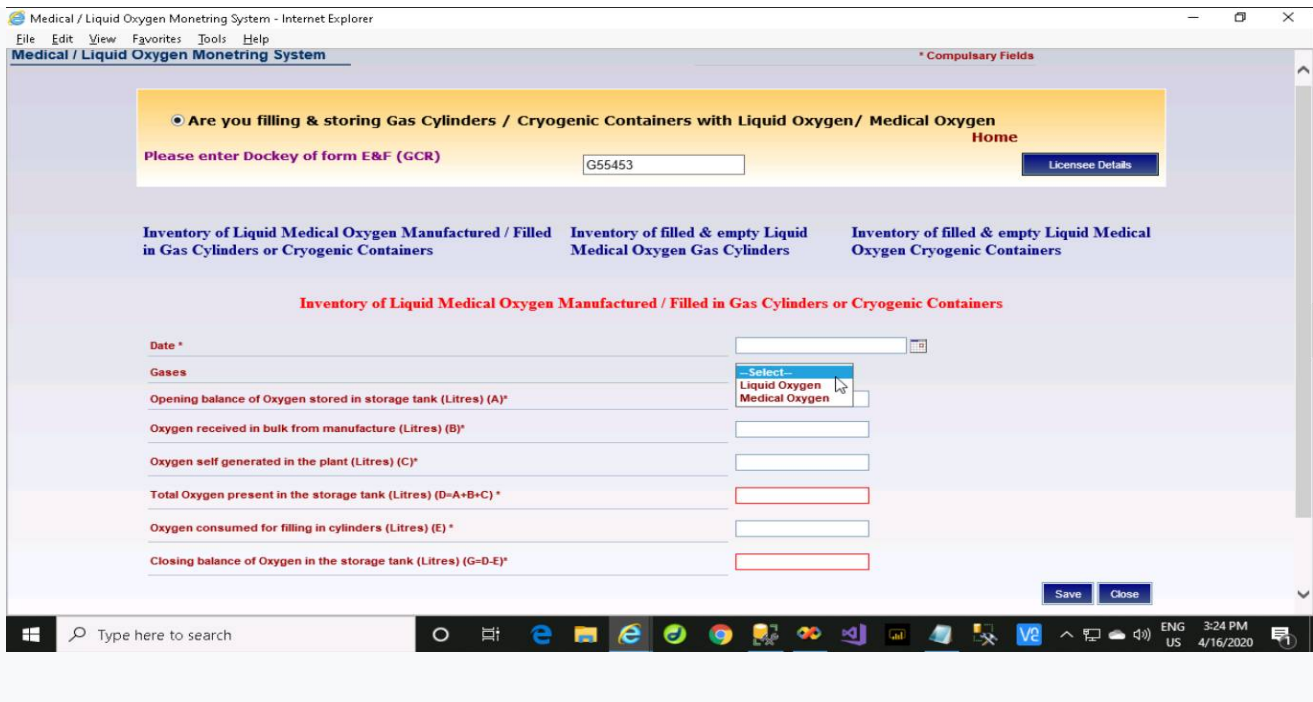 Medical / Liquid Oxygen Monetring System - Internet Explorer
File Edit View Favorites Tools Help
Medical / Liquid Oxygen Monetring System
* Compulsary Fields
Are you filling & storing Gas Cylinders / Cryogenic Containers with Liquid Oxygen/ Medical Oxygen
Home
Please enter Dockey of form E&F (GCR)
G55453
Licensee Details
Inventory of Liquid Medical Oxygen Manufactured / Filled
in Gas Cylinders or Cryogenic Containers
Inventory of filled & empty Liquid
Medical Oxygen Gas Cylinders
Inventory of filled & empty Liquid Medical
Oxygen Cryogenic Containers
Inventory of Liquid Medical Oxygen Manufactured / Filled in Gas Cylinders or Cryogenic Containers
Date *
Gases
--Select--
Liquid Oxygen
Medical Oxygen
Opening balance of Oxygen stored in storage tank (Litres) (A)*
Oxygen received in bulk from manufacture (Litres) (B)*
Oxygen self generated in the plant (Litres) (C)*
Total Oxygen present in the storage tank (Litres) (D=A+B+C) *
Oxygen consumed for filling in cylinders (Litres) (E) *
Closing balance of Oxygen in the storage tank (Litres) (G=D-E)*
Save Close
Type here to search
ENG
US
3:24 PM
4/16/2020